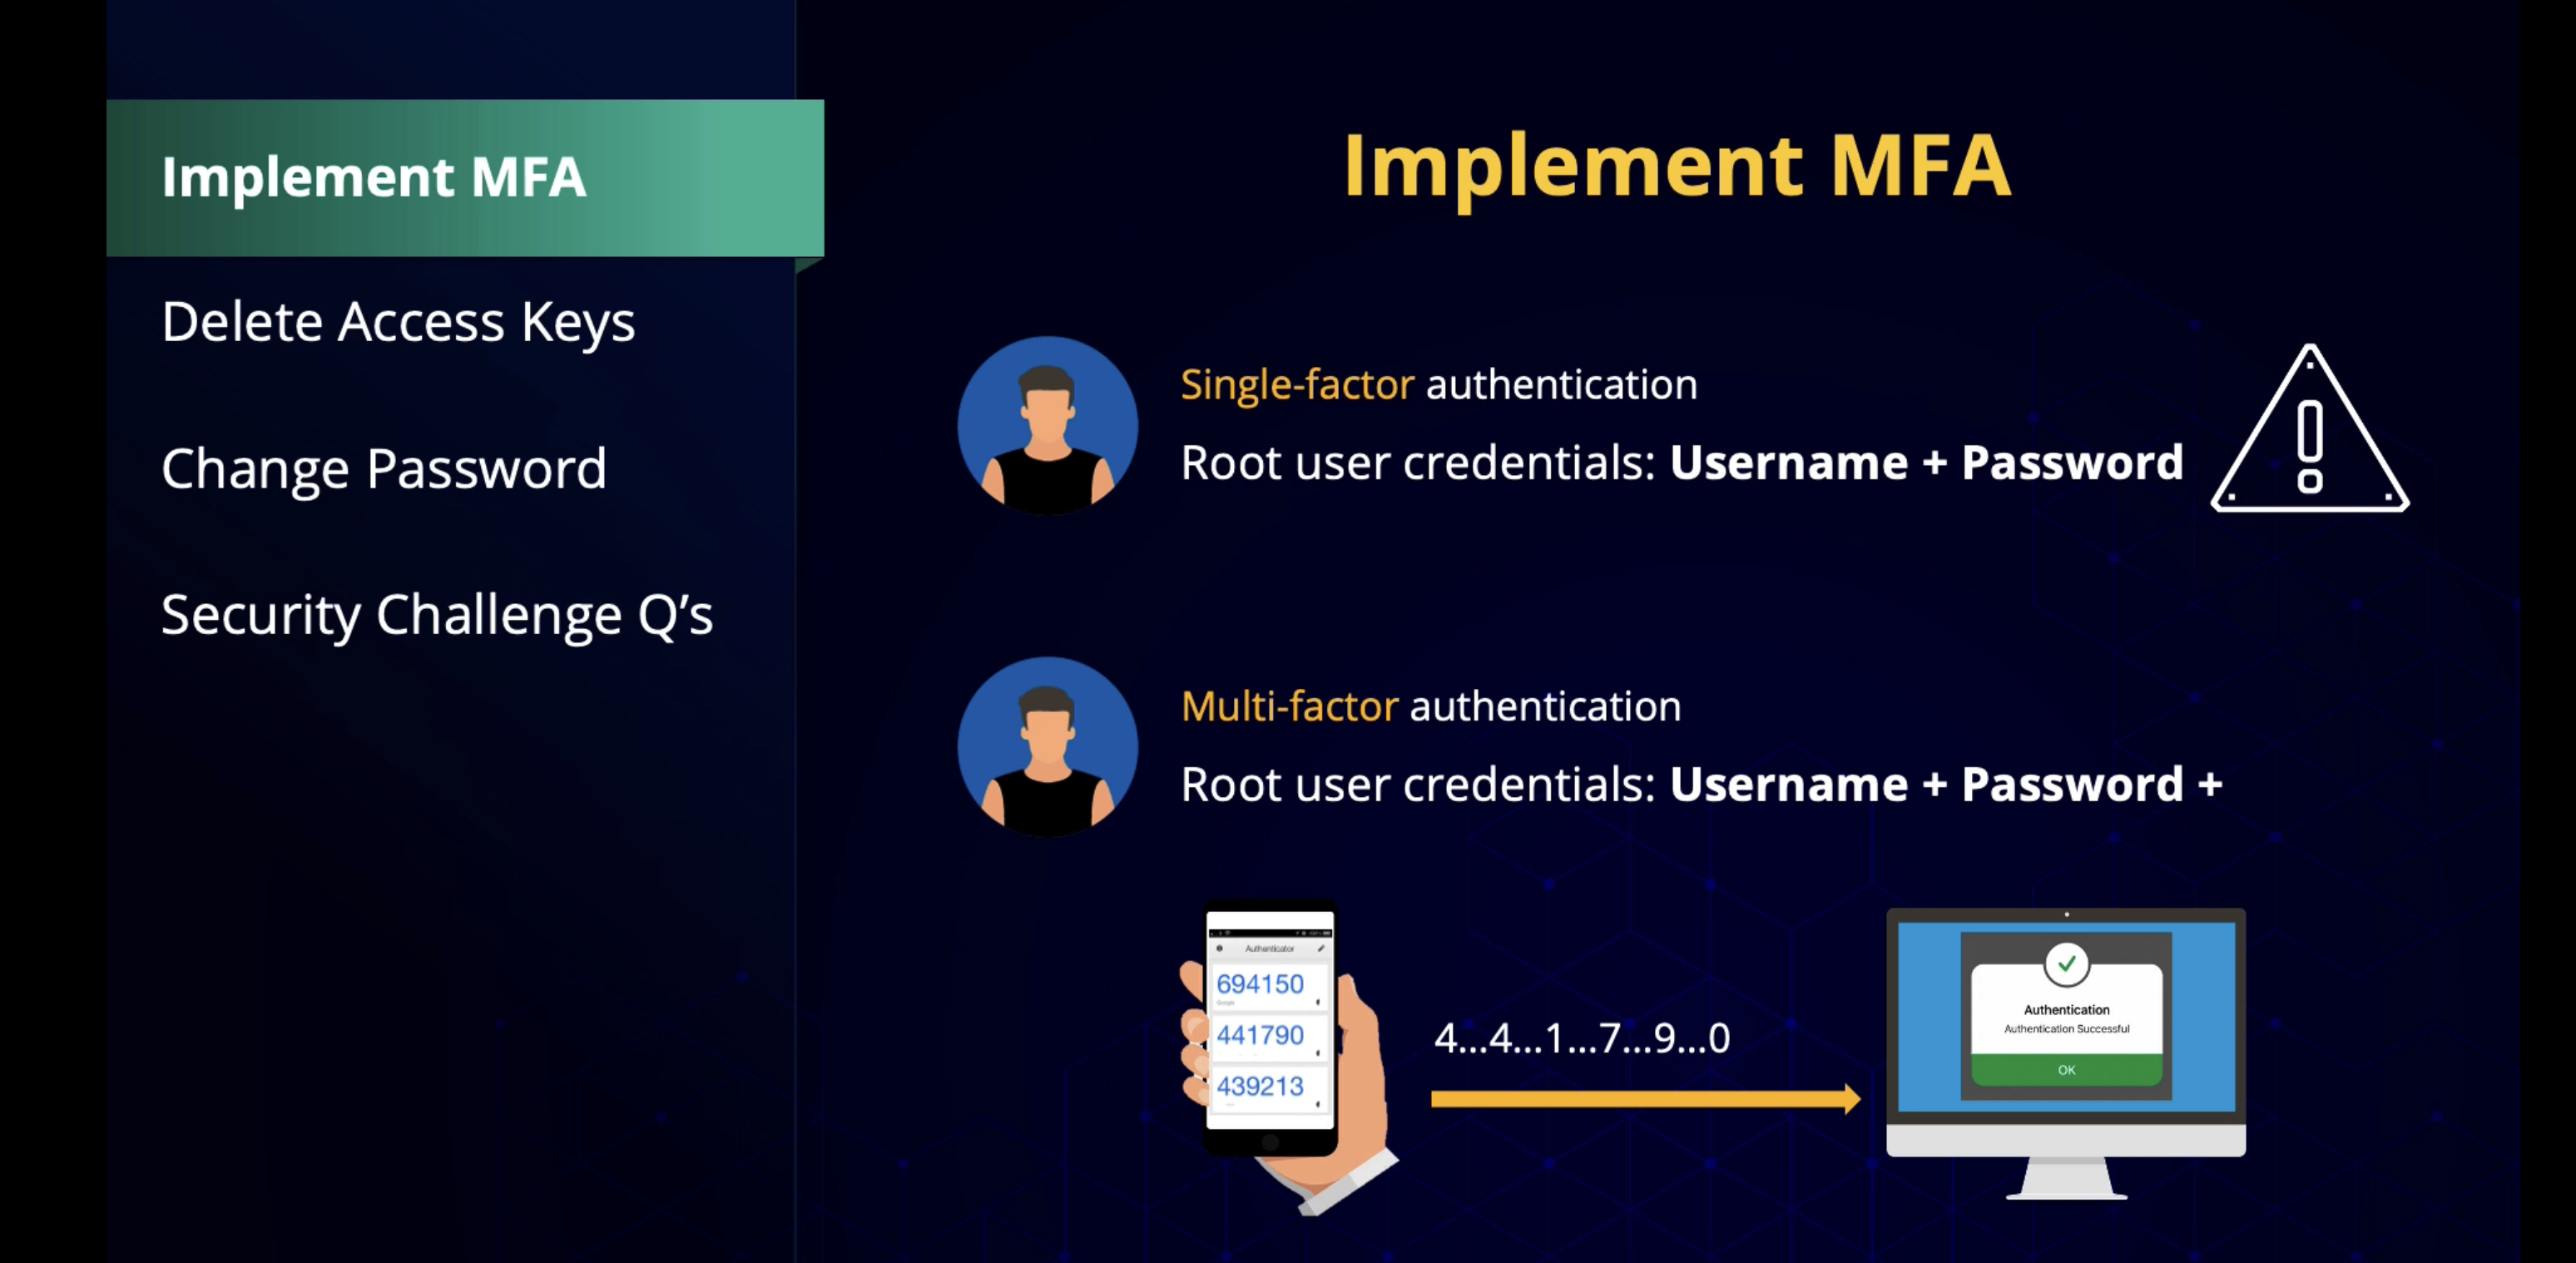 Implement MFA
Delete Access Keys
Change Password
Security Challenge Q’s
Implement MFA
Single-factor authentication
Root user credentials: Username + Password
Multi-factor authentication
Root user credentials: Username + Password +
Authenticator
694150
Google
441790
439213
4...4...1...7...9...0
Authentication
Authentication Successful
OK